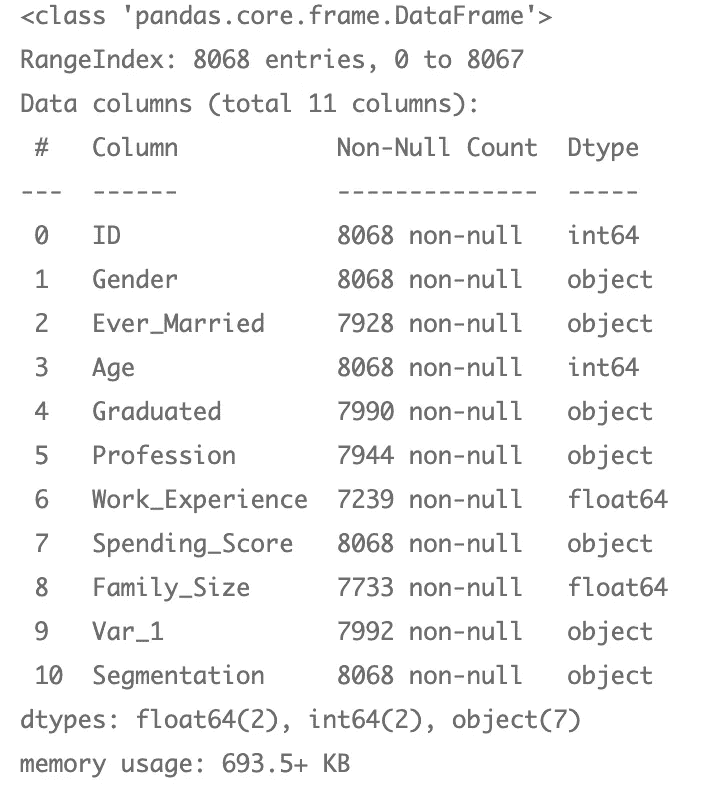 <class 'pandas.core.frame.DataFrame'>
RangeIndex: 8068 entries, 0 to 8067
Data columns (total 11 columns):
 #   Column           Non-Null Count  Dtype
---  ------           --------------  -----
 0   ID               8068 non-null   int64
 1   Gender           8068 non-null   object
 2   Ever_Married     7928 non-null   object
 3   Age              8068 non-null   int64
 4   Graduated        7990 non-null   object
 5   Profession       7944 non-null   object
 6   Work_Experience  7239 non-null   float64
 7   Spending_Score   8068 non-null   object
 8   Family_Size      7733 non-null   float64
 9   Var_1            7992 non-null   object
 10  Segmentation     8068 non-null   object
dtypes: float64(2), int64(2), object(7)
memory usage: 693.5+ KB